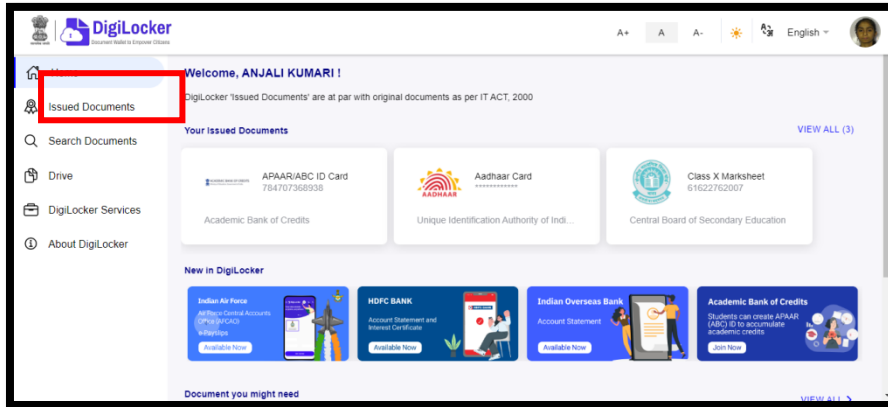 DigiLocker
Document Wallet to Empower Citizens
A+ A A- English
Home
Issued Documents
Search Documents
Drive
DigiLocker Services
About DigiLocker
Welcome, ANJALI KUMARI !
DigiLocker 'Issued Documents' are at par with original documents as per IT ACT, 2000
Your Issued Documents
VIEW ALL (3)
APAAR/ABC ID Card
784707368938
Academic Bank of Credits
AADHAAR
Aadhaar Card
************
Unique Identification Authority of Indi...
Class X Marksheet
61622762007
Central Board of Secondary Education
New in DigiLocker
Indian Air Force
Air Force Central Accounts
Office (AFCAO)
e-Payslips
Available Now
HDFC BANK
Account Statement and
Interest Certificate
Available Now
Indian Overseas Bank
Account Statement
Available Now
Academic Bank of Credits
Students can create APAAR
(ABC) ID to accumulate
academic credits
Join Now
Document you might need
VIEW ALL